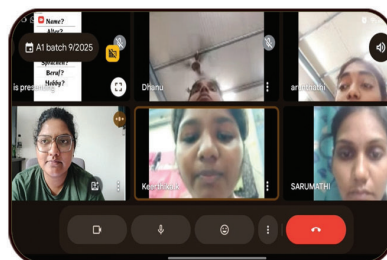 Name?
Alter?
A1 batch 9/2025
Sprachen?
Beruf?
Hobby?
is presenting
Dhanu
SARUMATHI